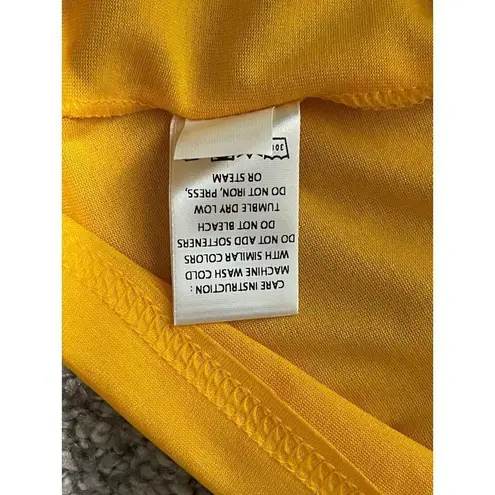 CARE INSTRUCTION :
MACHINE WASH COLD
WITH SIMILAR COLORS
DO NOT ADD SOFTENERS
DO NOT BLEACH
TUMBLE DRY LOW
DO NOT IRON, PRESS,
OR STEAM